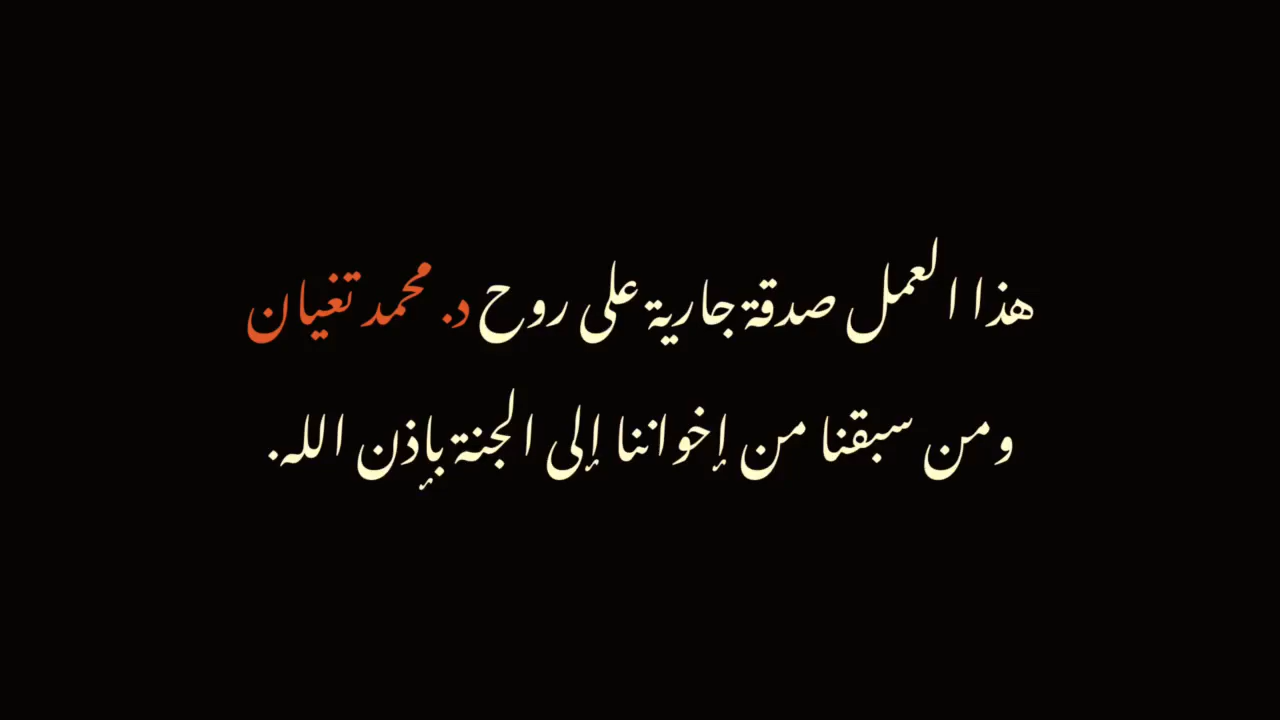 هذا العمل صدقة جارية على روح د. محمد تغيان
ومن سبقنا من إخواننا إلى الجنة بإذن الله.